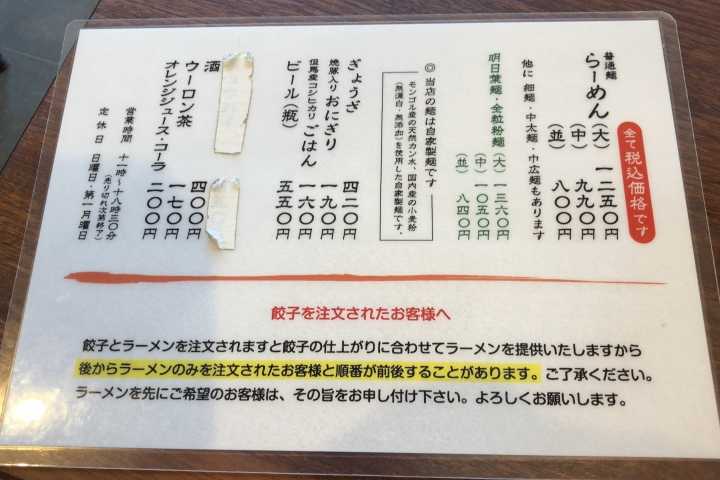 全て税込価格です
普通麺
らーめん(大) 一二五〇円
(中) 九九〇円
(並) 八〇〇円
他に 細麺・中太麺・巾広麺もあります
明日葉麺・全粒粉麺 (大) 一三六〇円
(中) 一〇五〇円
(並) 八四〇円
◎ 当店の麺は自家製麺です
モンゴル産の天然カン水、国内産の小麦粉
(無漂白・無添加)を使用した自家製麺です。
ぎょうざ 四二〇円
焼豚入りおにぎり 一九〇円
但馬産コシヒカリごはん 一六〇円
ビール(瓶) 五五〇円
酒 四〇〇円
ウーロン茶 一七〇円
オレンジジュース・コーラ 二〇〇円
営業時間 十一時～十八時三〇分
(売り切れ次第終了)
定休日 日曜日・第一月曜日
餃子を注文されたお客様へ
餃子とラーメンを注文されますと餃子の仕上がりに合わせてラーメンを提供いたしますから
後からラーメンのみを注文されたお客様と順番が前後することがあります。ご了承ください。
ラーメンを先にご希望のお客様は、その旨をお申し付け下さい。よろしくお願いします。